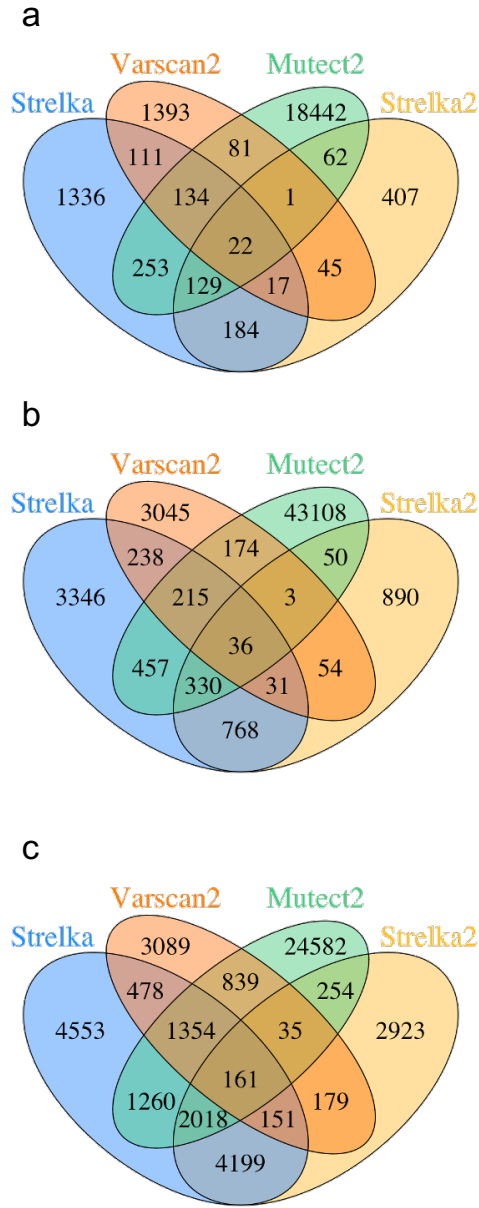 a
Varscan2 Mutect2
Strelka Strelka2
1393 18442
111 81 62
1336 134 1 407
22
253 129 17 45
184
b
Varscan2 Mutect2
Strelka Strelka2
3045 43108
238 174 50
3346 215 3 890
36
457 330 31 54
768
c
Varscan2 Mutect2
Strelka Strelka2
3089 24582
478 839 254
4553 1354 35 2923
161
1260 2018 151 179
4199